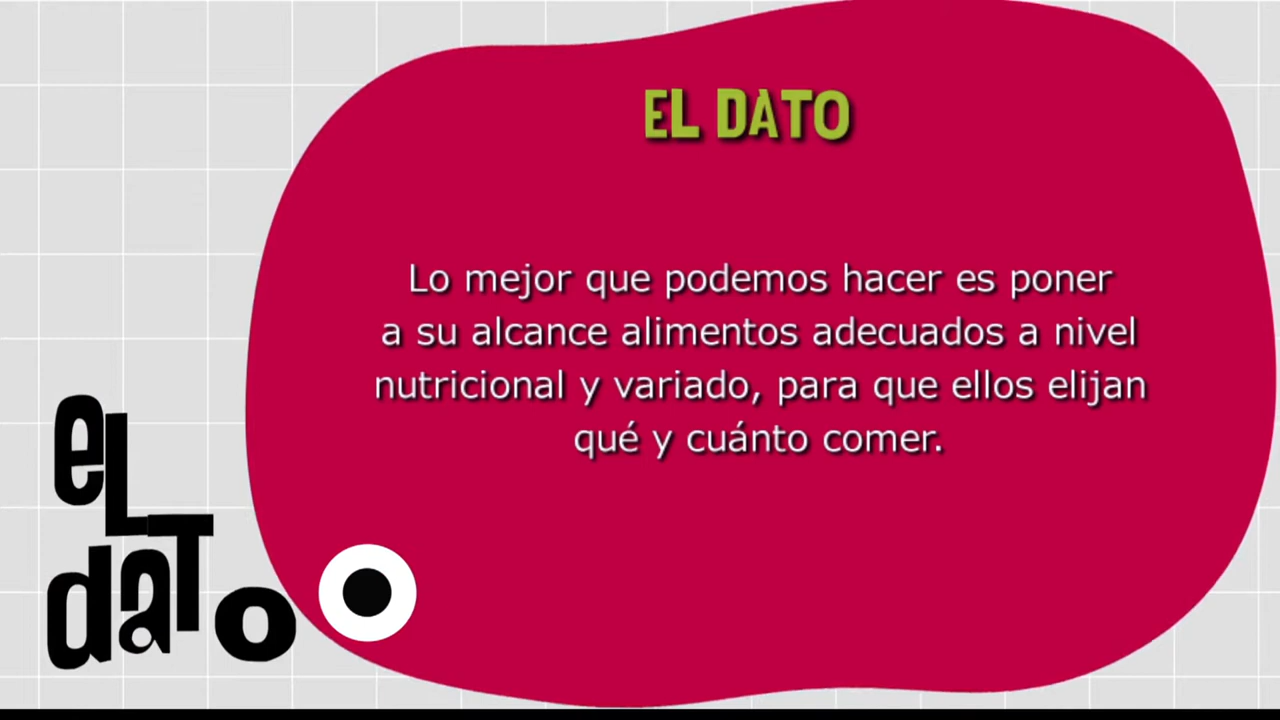 EL DATO
Lo mejor que podemos hacer es poner
a su alcance alimentos adecuados a nivel
nutricional y variado, para que ellos elijan
qué y cuánto comer.
eL
daTo